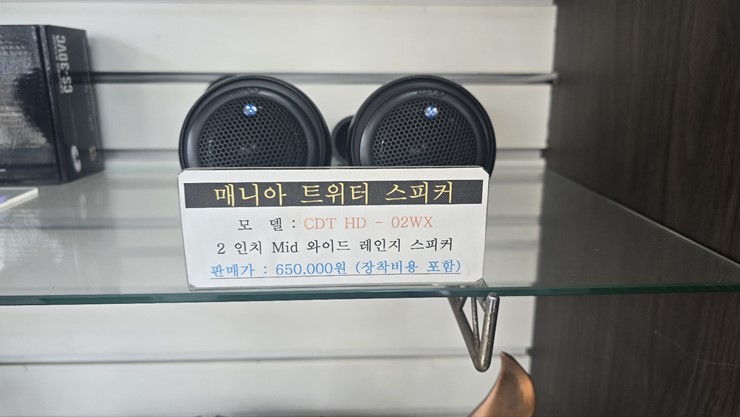 CS-30VC
매니아 트위터 스피커
모 델 : CDT HD - 02WX
2 인치 Mid 와이드 레인지 스피커
판매가 : 650.000원 (장착비용 포함)